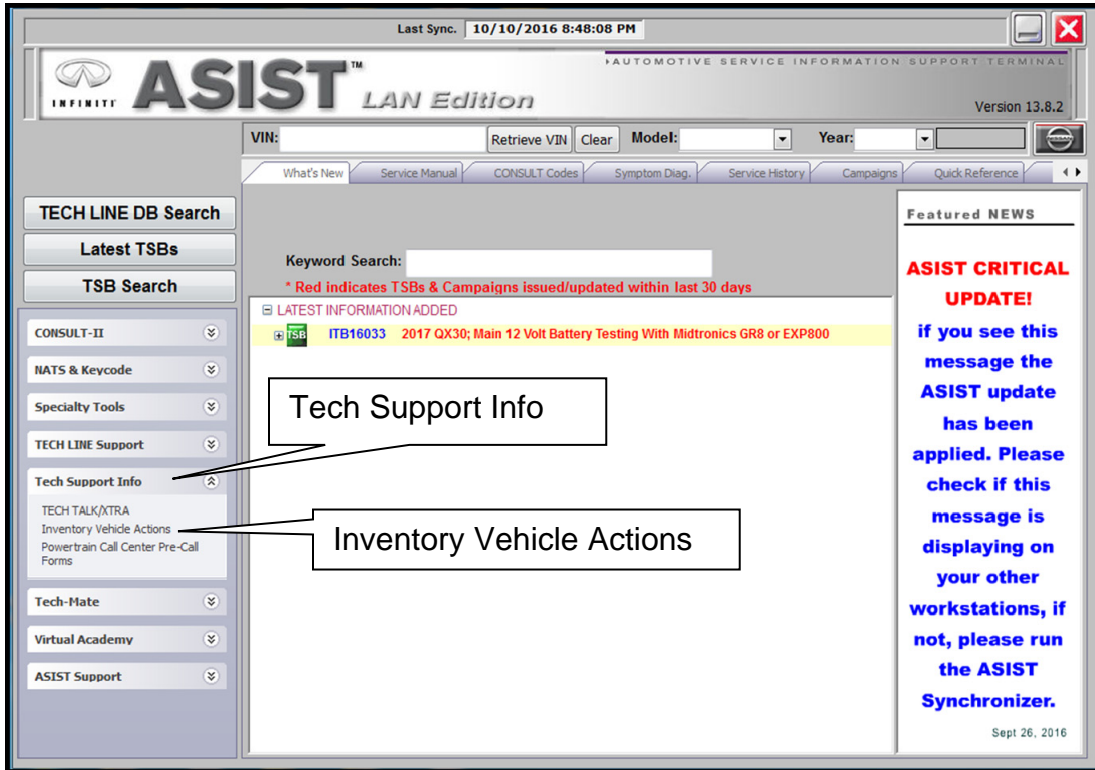 Last Sync. 10/10/2016 8:48:08 PM
INFINITI ASIST™ LAN Edition
AUTOMOTIVE SERVICE INFORMATION SUPPORT TERMINAL
Version 13.8.2
VIN: Retrieve VIN Clear Model: Year:
What's New Service Manual CONSULT Codes Symptom Diag. Service History Campaigns Quick Reference
TECH LINE DB Search
Latest TSBs
TSB Search
CONSULT-II
NATS & Keycode
Specialty Tools
TECH LINE Support
Tech Support Info
TECH TALK/XTRA
Inventory Vehicle Actions
Powertrain Call Center Pre-Call
Forms
Tech-Mate
Virtual Academy
ASIST Support
Keyword Search:
* Red indicates TSBs & Campaigns issued/updated within last 30 days
LATEST INFORMATION ADDED
TSB ITB16033 2017 QX30; Main 12 Volt Battery Testing With Midtronics GR8 or EXP800
Tech Support Info
Inventory Vehicle Actions
Featured NEWS
ASIST CRITICAL
UPDATE!
if you see this
message the
ASIST update
has been
applied. Please
check if this
message is
displaying on
your other
workstations, if
not, please run
the ASIST
Synchronizer.
Sept 26, 2016